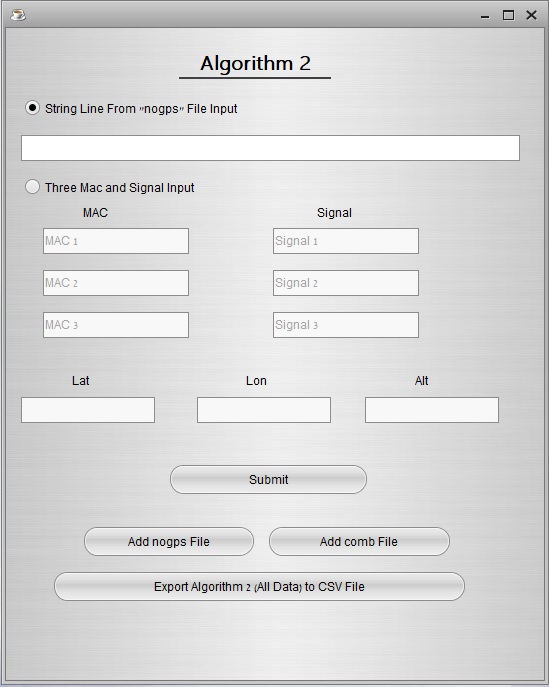 Algorithm 2
String Line From "nogps" File Input
Three Mac and Signal Input
MAC Signal
MAC 1 Signal 1
MAC 2 Signal 2
MAC 3 Signal 3
Lat Lon Alt
Submit
Add nogps File Add comb File
Export Algorithm 2 (All Data) to CSV File